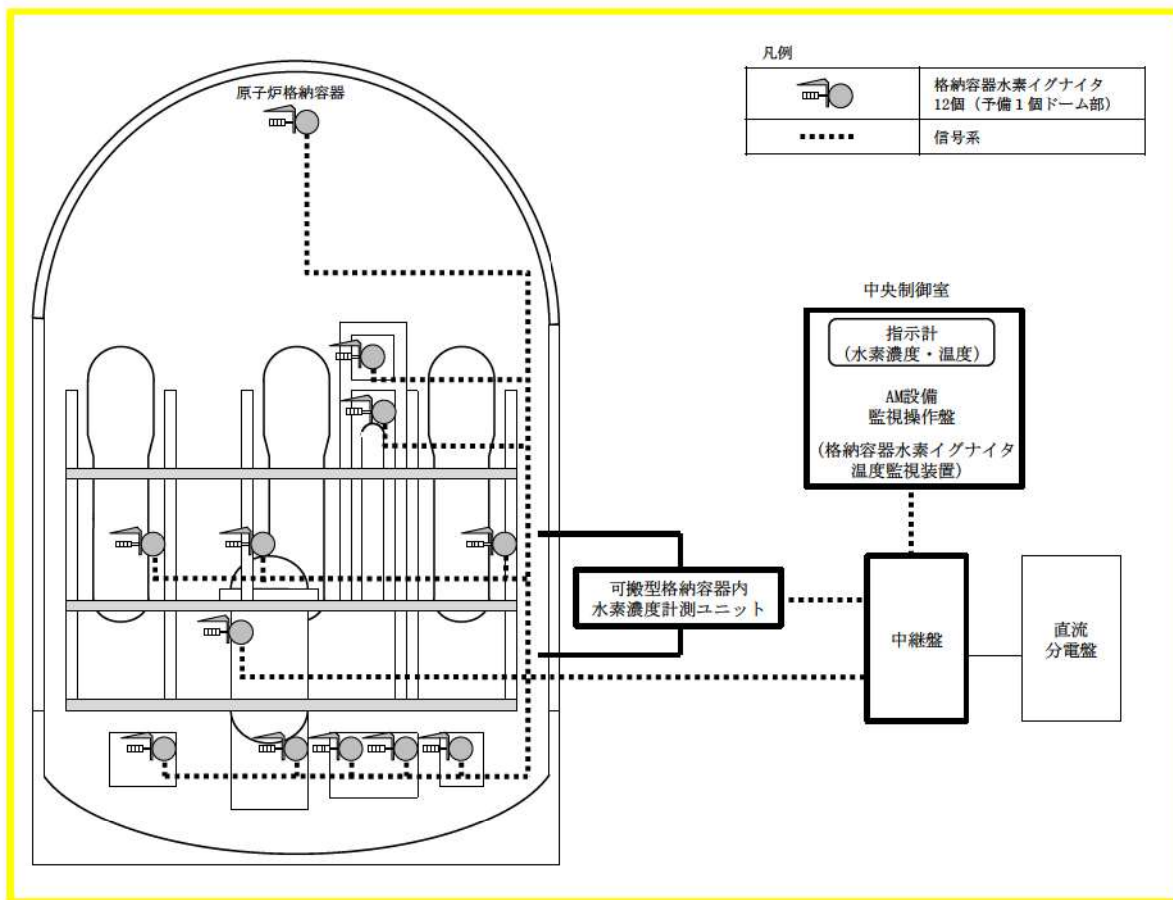 原子炉格納容器
凡例
格納容器水素イグナイタ
12個（予備１個ドーム部）
信号系
中央制御室
指示計
(水素濃度・温度)
AM設備
監視操作盤
(格納容器水素イグナイタ
温度監視装置)
可搬型格納容器内
水素濃度計測ユニット
中継盤
直流
分電盤